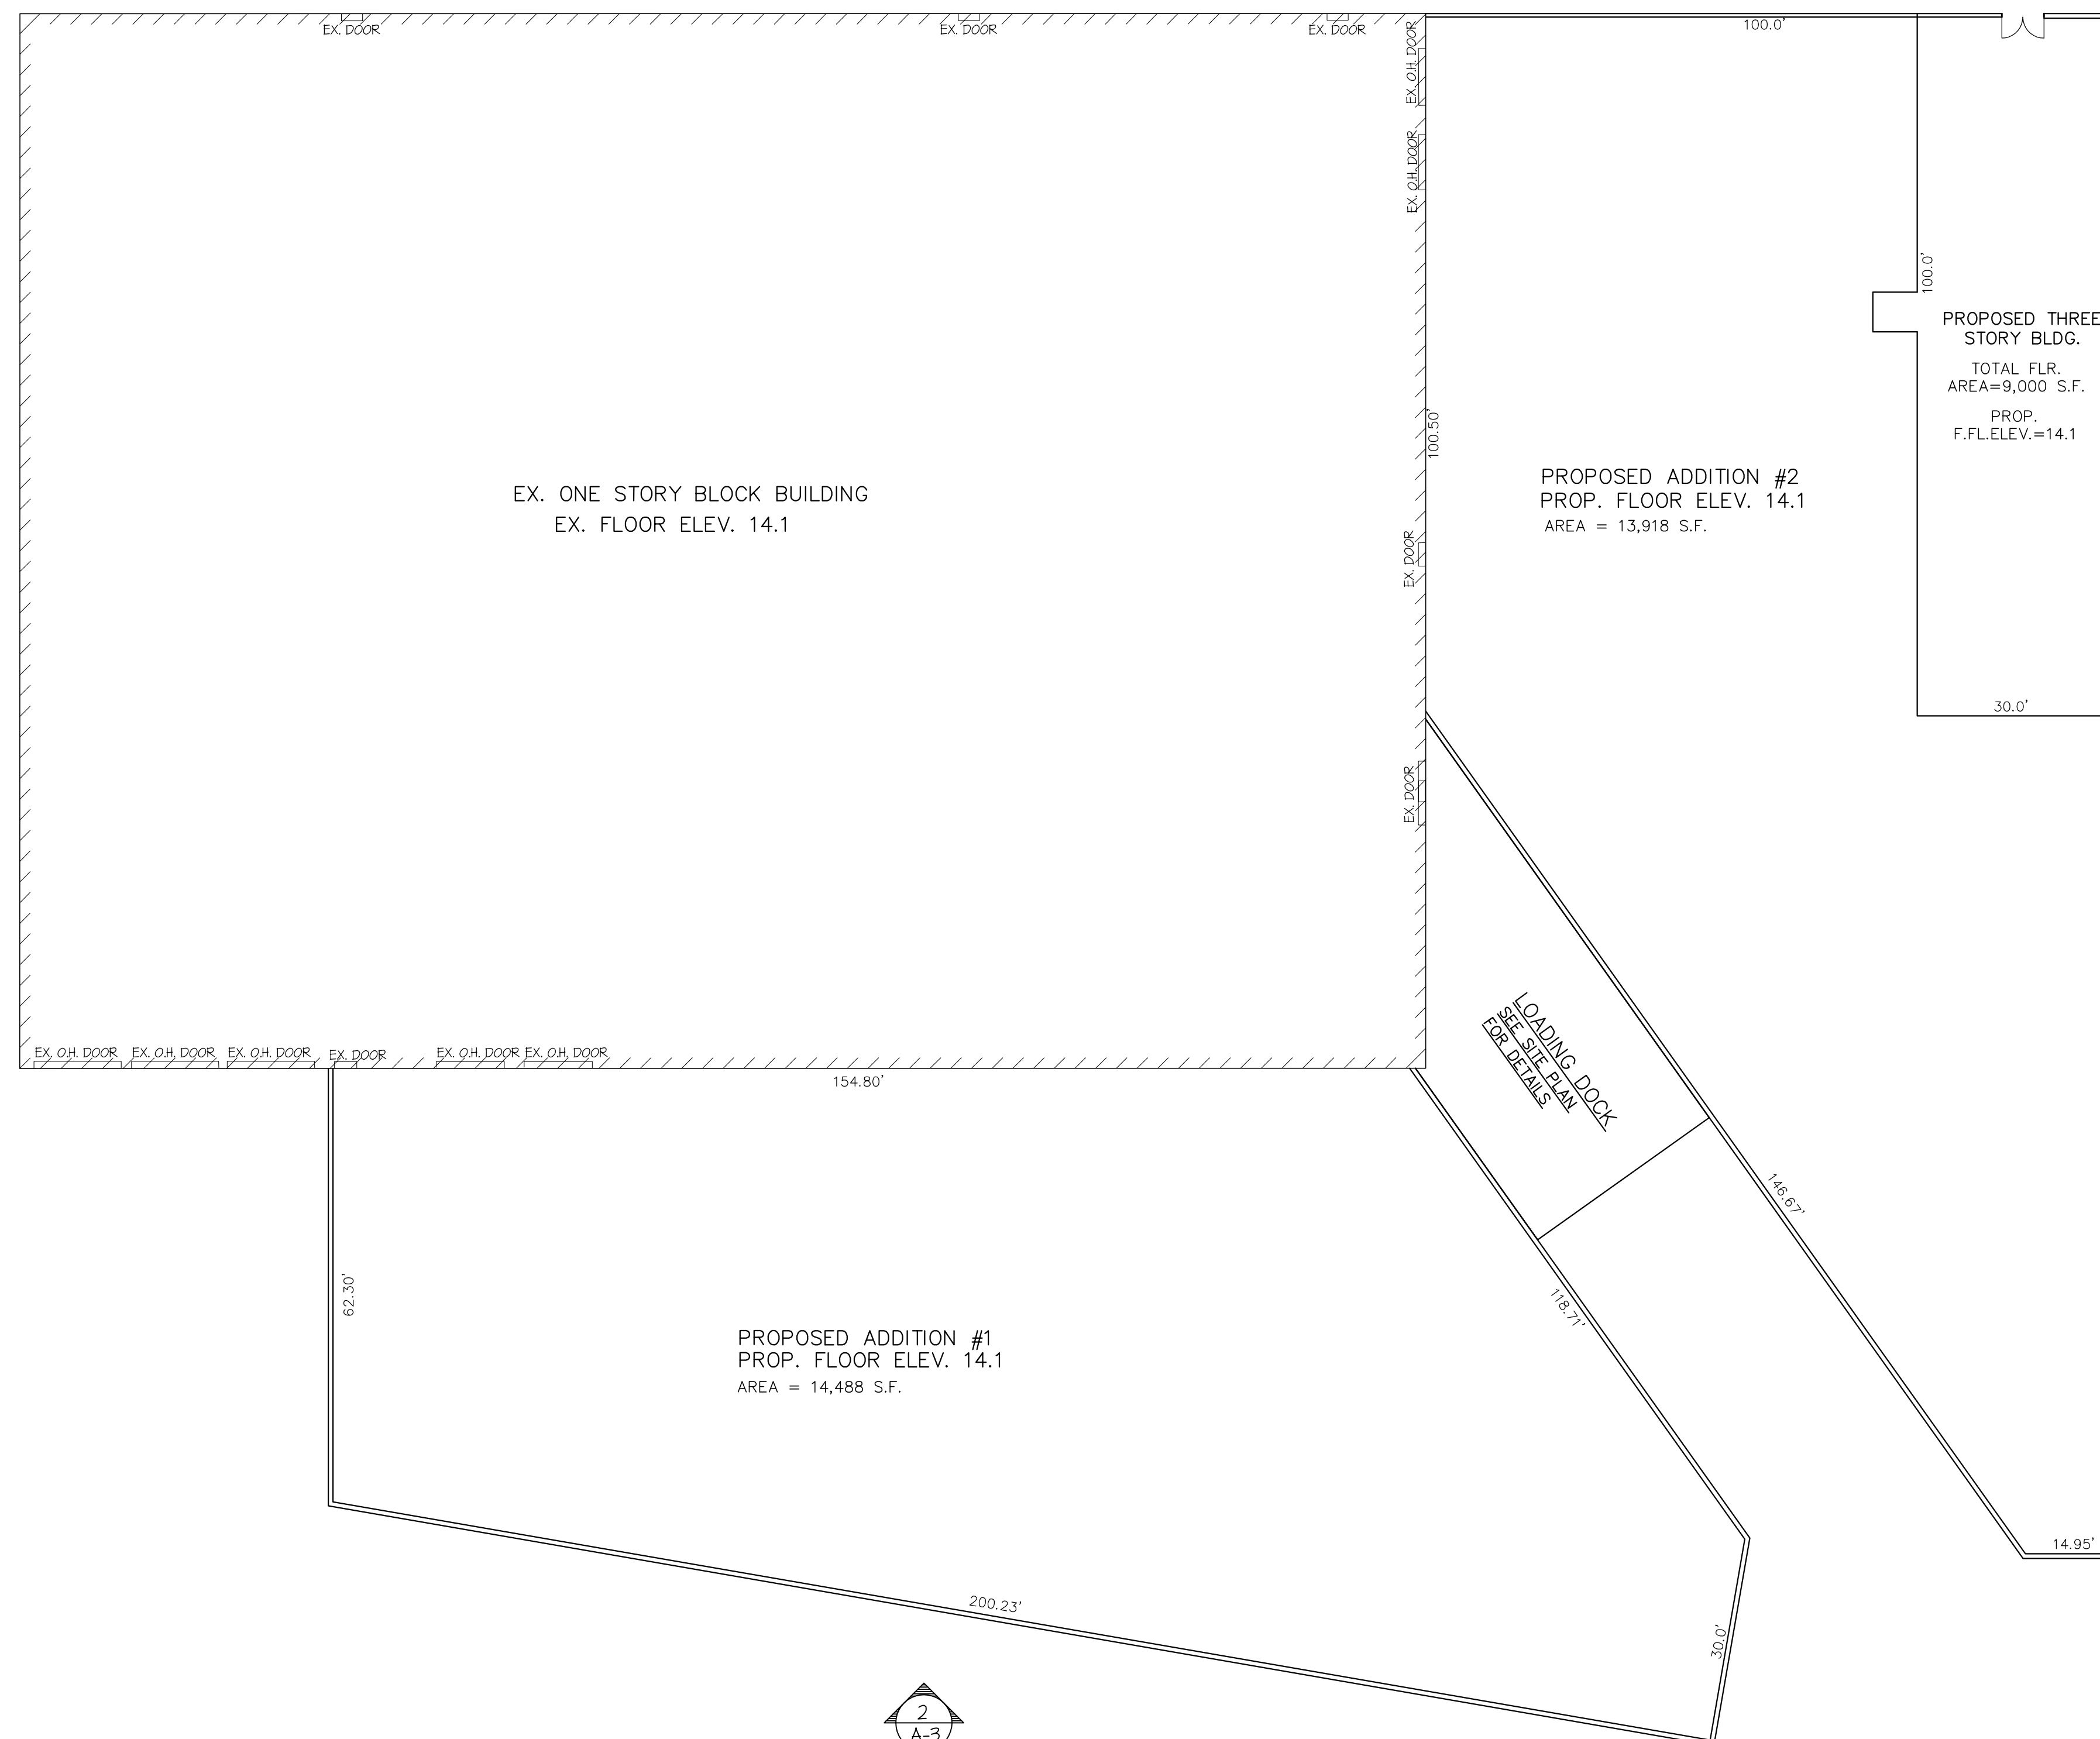 EX. DOOR
EX. DOOR
EX. DOOR
EX. O.H. DOOR
EX. O.H. DOOR
100.0'
100.0'
PROPOSED THREE
STORY BLDG.
TOTAL FLR.
AREA=9,000 S.F.
PROP.
F.FL.ELEV.=14.1
100.50'
PROPOSED ADDITION #2
PROP. FLOOR ELEV. 14.1
AREA = 13,918 S.F.
EX. ONE STORY BLOCK BUILDING
EX. FLOOR ELEV. 14.1
EX. DOOR
30.0'
EX. DOOR
LOADING DOCK
SEE SITE PLAN
FOR DETAILS
EX. O.H. DOOR
EX. O.H. DOOR
EX. O.H. DOOR
EX. DOOR
EX. O.H. DOOR
EX. O.H. DOOR
154.80'
146.67'
62.30'
118.71'
PROPOSED ADDITION #1
PROP. FLOOR ELEV. 14.1
AREA = 14,488 S.F.
14.95'
200.23'
30.0'
2
A-3